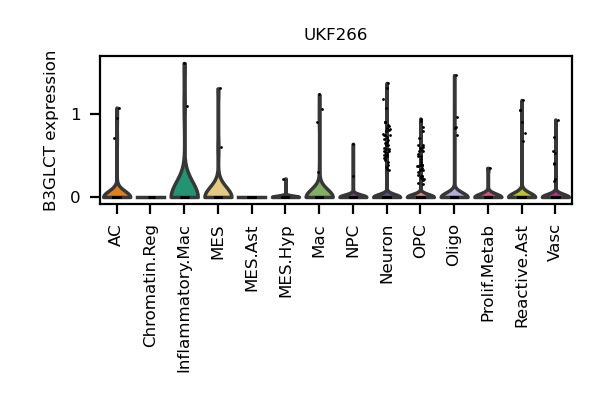 UKF266
B3GLCT expression
1
0
AC
Chromatin.Reg
Inflammatory.Mac
MES
MES.Ast
MES.Hyp
Mac
NPC
Neuron
OPC
Oligo
Prolif.Metab
Reactive.Ast
Vasc